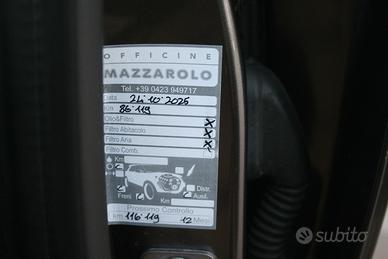 OFFICINE
MAZZAROLO
Tel. +39 0423 949717
Data 24·10·2025
Km 86·119
Olio&Filtro X
Filtro Abitacolo X
Filtro Aria X
Filtro Comb.
Km
Distr.
Freni Ausil.
Prossimo Controllo
km 116·119 12 Mesi
subito